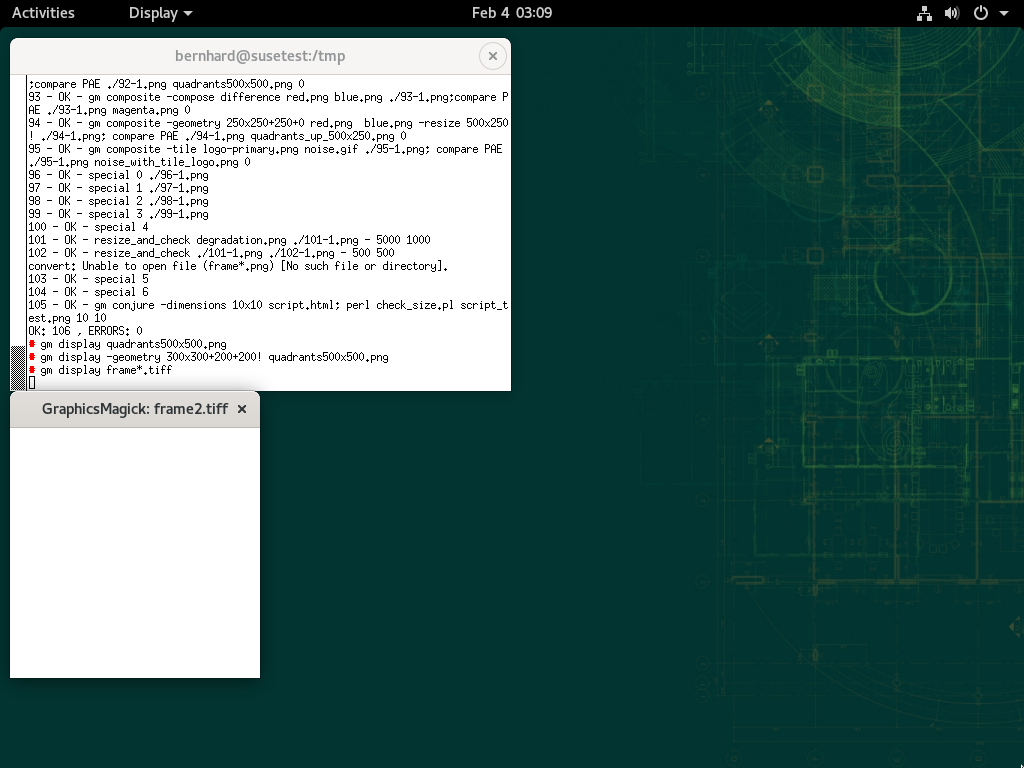 Activities
Display
Feb 4 03:09
bernhard@susetest:/tmp
;compare PAE ./92-1.png quadrants500x500.png 0
93 - OK - gm composite -compose difference red.png blue.png ./93-1.png;compare P
AE ./93-1.png magenta.png 0
94 - OK - gm composite -geometry 250x250+250+0 red.png  blue.png -resize 500x250
! ./94-1.png; compare PAE ./94-1.png quadrants_up_500x250.png 0
95 - OK - gm composite -tile logo-primary.png noise.gif ./95-1.png; compare PAE
./95-1.png noise_with_tile_logo.png 0
96 - OK - special 0 ./96-1.png
97 - OK - special 1 ./97-1.png
98 - OK - special 2 ./98-1.png
99 - OK - special 3 ./99-1.png
100 - OK - special 4
101 - OK - resize_and_check degradation.png ./101-1.png - 5000 1000
102 - OK - resize_and_check ./101-1.png ./102-1.png - 500 500
convert: Unable to open file (frame*.png) [No such file or directory].
103 - OK - special 5
104 - OK - special 6
105 - OK - gm conjure -dimensions 10x10 script.html; perl check_size.pl script_t
est.png 10 10
OK: 106 , ERRORS: 0
# gm display quadrants500x500.png
# gm display -geometry 300x300+200+200! quadrants500x500.png
# gm display frame*.tiff
GraphicsMagick: frame2.tiff